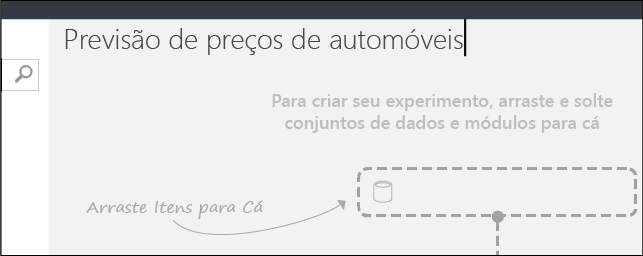 Previsão de preços de automóveis
Para criar seu experimento, arraste e solte
conjuntos de dados e módulos para cá
Arraste Itens para Cá